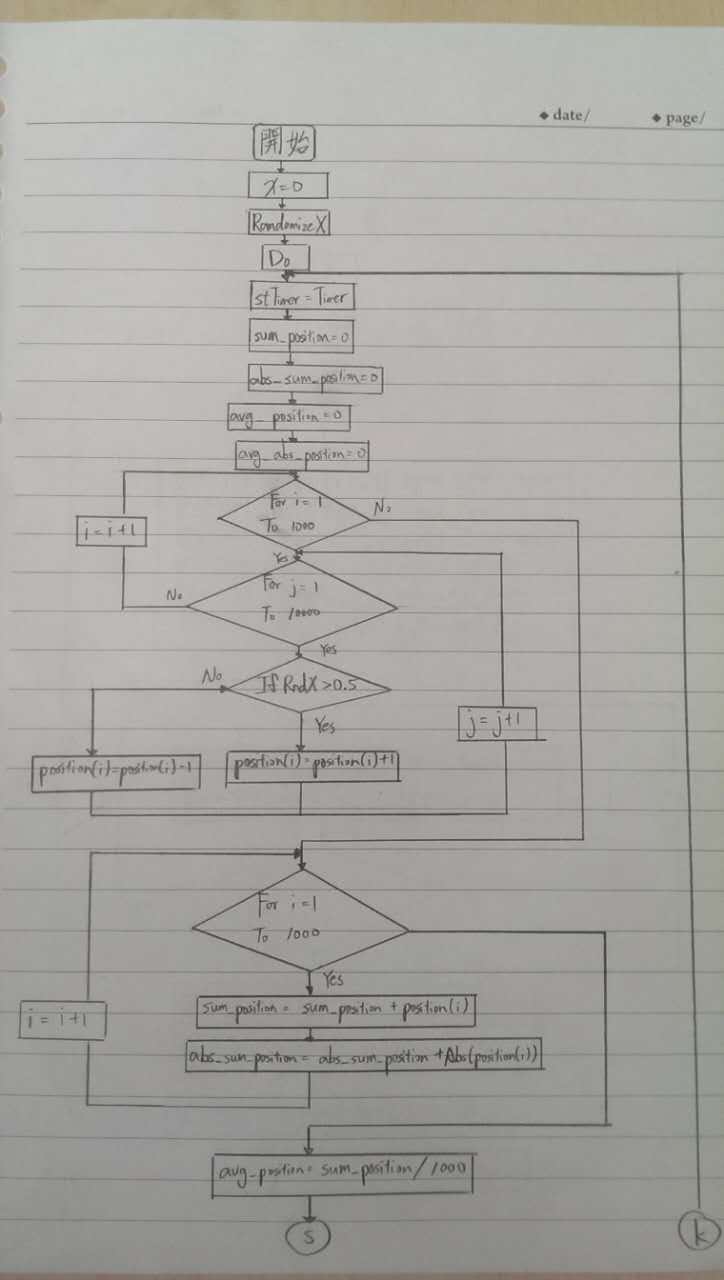 ◆ date/ ◆ page/
開始
X=0
Randomize X
Do
stTimer = Timer
sum_position=0
abs_sum_position=0
avg_position=0
avg_abs_position=0
For i = 1
To 1000
No
i = i+1
Yes
For j = 1
To 10000
No
Yes
If RndX >0.5
No
Yes
j = j+1
position(i)=position(i)-1
position(i)=position(i)+1
For i=1
To 1000
Yes
i = i+1
sum_position = sum_position + position(i)
abs_sum_position = abs_sum_position + Abs(position(i))
avg_position = sum_position / 1000
s
k